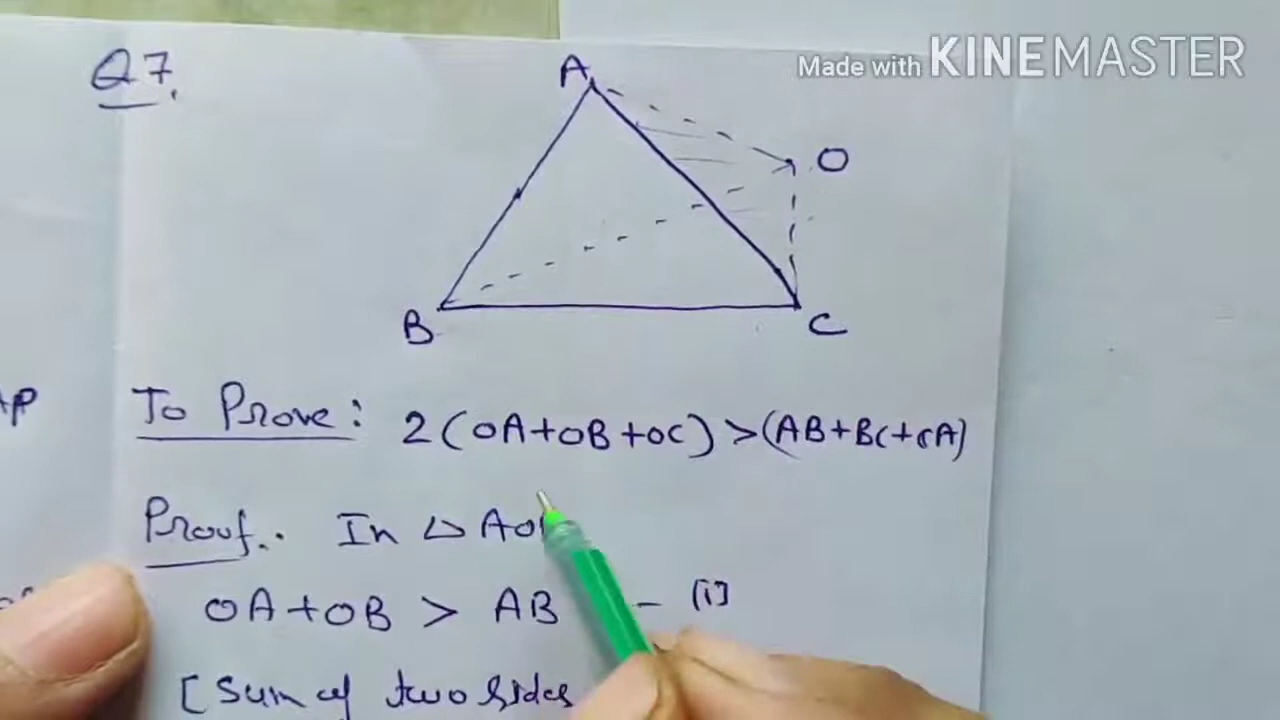 Made with KINEMASTER
Q7.
A
O
B
C
AP
To Prove: 2(OA+OB+OC) > (AB+BC+CA)
Proof.. In △ AO
OA+OB > AB - [i]
[Sum of two sides